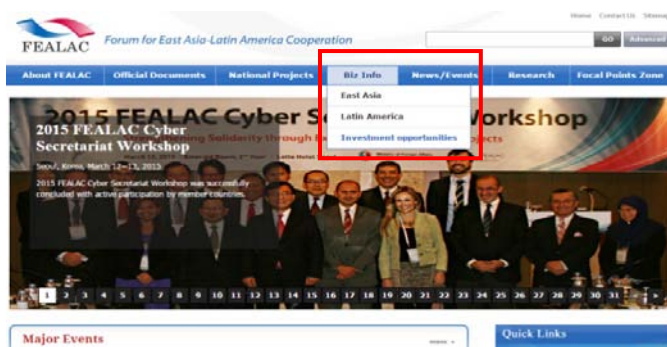 Home Contact Us Sitemap
FEALAC
Forum for East Asia-Latin America Cooperation
GO Advanced
About FEALAC Official Documents National Projects Biz Info News/Events Research Focal Points Zone
East Asia
Latin America
Investment opportunities
2015 FEALAC Cyber S Workshop
Strengthening Solidarity through
2015 FEALAC Cyber
Secretariat Workshop
Seoul, Korea, March 12~13, 2015
2015 FEALAC Cyber Secretariat Workshop was successfully
concluded with active participation by member countries.
1 2 3 4 5 6 7 8 9 10 11 12 13 14 15 16 17 18 19 20 21 22 23 24 25 26 27 28 29 30 31
Major Events
more
Quick Links